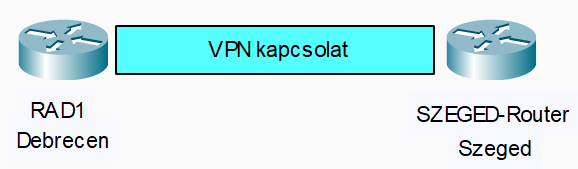 VPN kapcsolat
RAD1
Debrecen
SZEGED-Router
Szeged